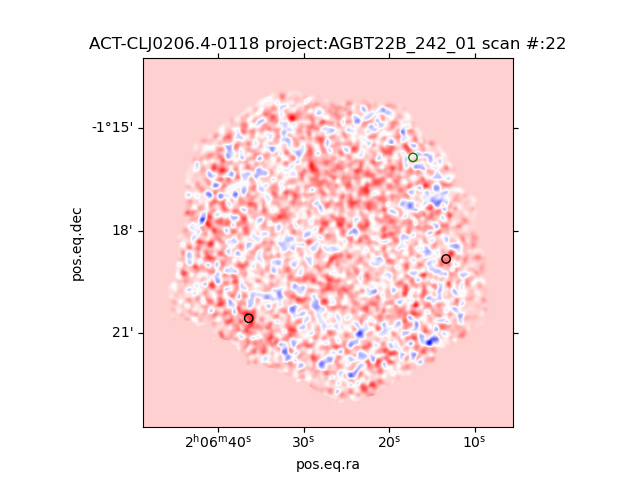 ACT-CLJ0206.4-0118 project:AGBT22B_242_01 scan #:22
-1°15'
18'
21'
pos.eq.dec
2ʰ06ᵐ40ˢ 30ˢ 20ˢ 10ˢ
pos.eq.ra